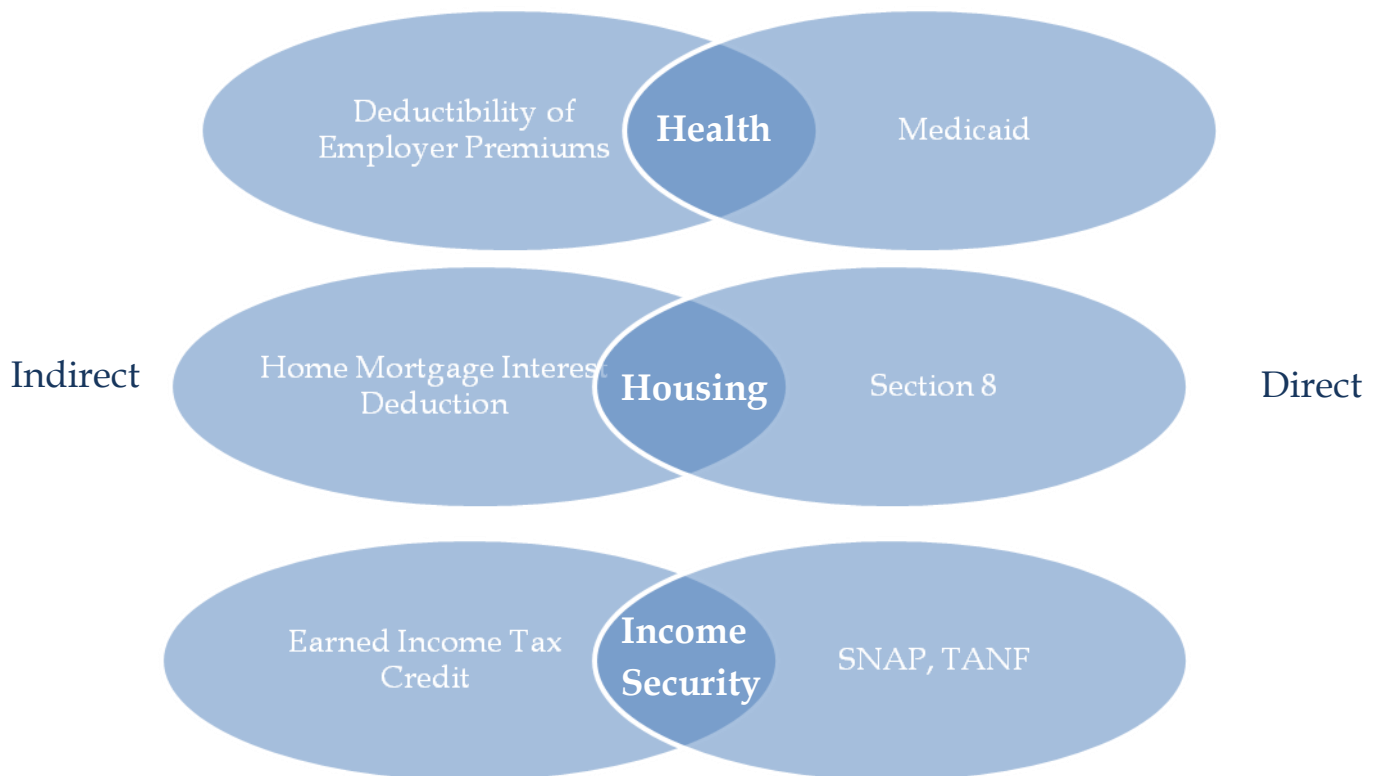 Deductibility of
Employer Premiums
Health
Medicaid
Indirect
Home Mortgage Interest
Deduction
Housing
Section 8
Direct
Earned Income Tax
Credit
Income
Security
SNAP, TANF